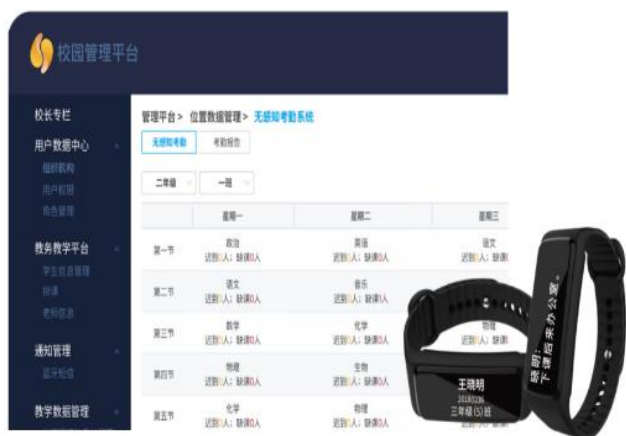 校园管理平台
校长专栏
用户数据中心
组织机构
用户权限
角色管理
教务教学平台
学生信息管理
授课
老师信息
通知管理
蓝牙短信
教学数据管理
管理平台> 位置数据管理> 无感知考勤系统
无感知考勤 考勤报告
二年级 一班
星期一 星期二 星期三
第一节 政治 英语 语文
迟到0人; 缺课0人 迟到0人; 缺课0人 迟到0人; 缺课
第二节 语文 音乐
迟到0人; 缺课0人 迟到0人; 缺课1人
第三节 数学 化学 物理
迟到0人; 缺课0人 迟到0人; 缺课0人
第四节 物理 生物
迟到0人; 缺课0人 迟到0人; 缺课0人
第五节 化学 物理
迟到0人; 缺课0人 迟到0人; 缺课0人
王晓明
20180236
三年级(5)班
晓明:
下课后来办公室。